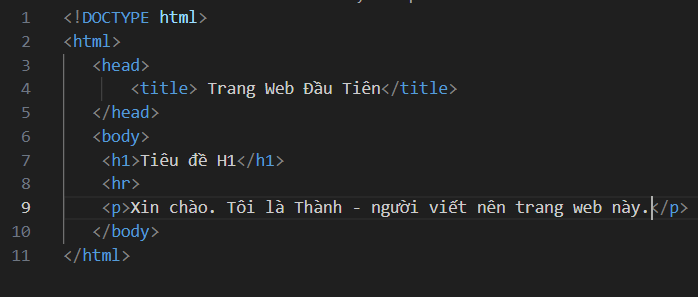 1 <!DOCTYPE html>
2 <html>
3 <head>
4 <title> Trang Web Đầu Tiên</title>
5 </head>
6 <body>
7 <h1>Tiêu đề H1</h1>
8 <hr>
9 <p>Xin chào. Tôi là Thành - người viết nên trang web này.</p>
10 </body>
11 </html>